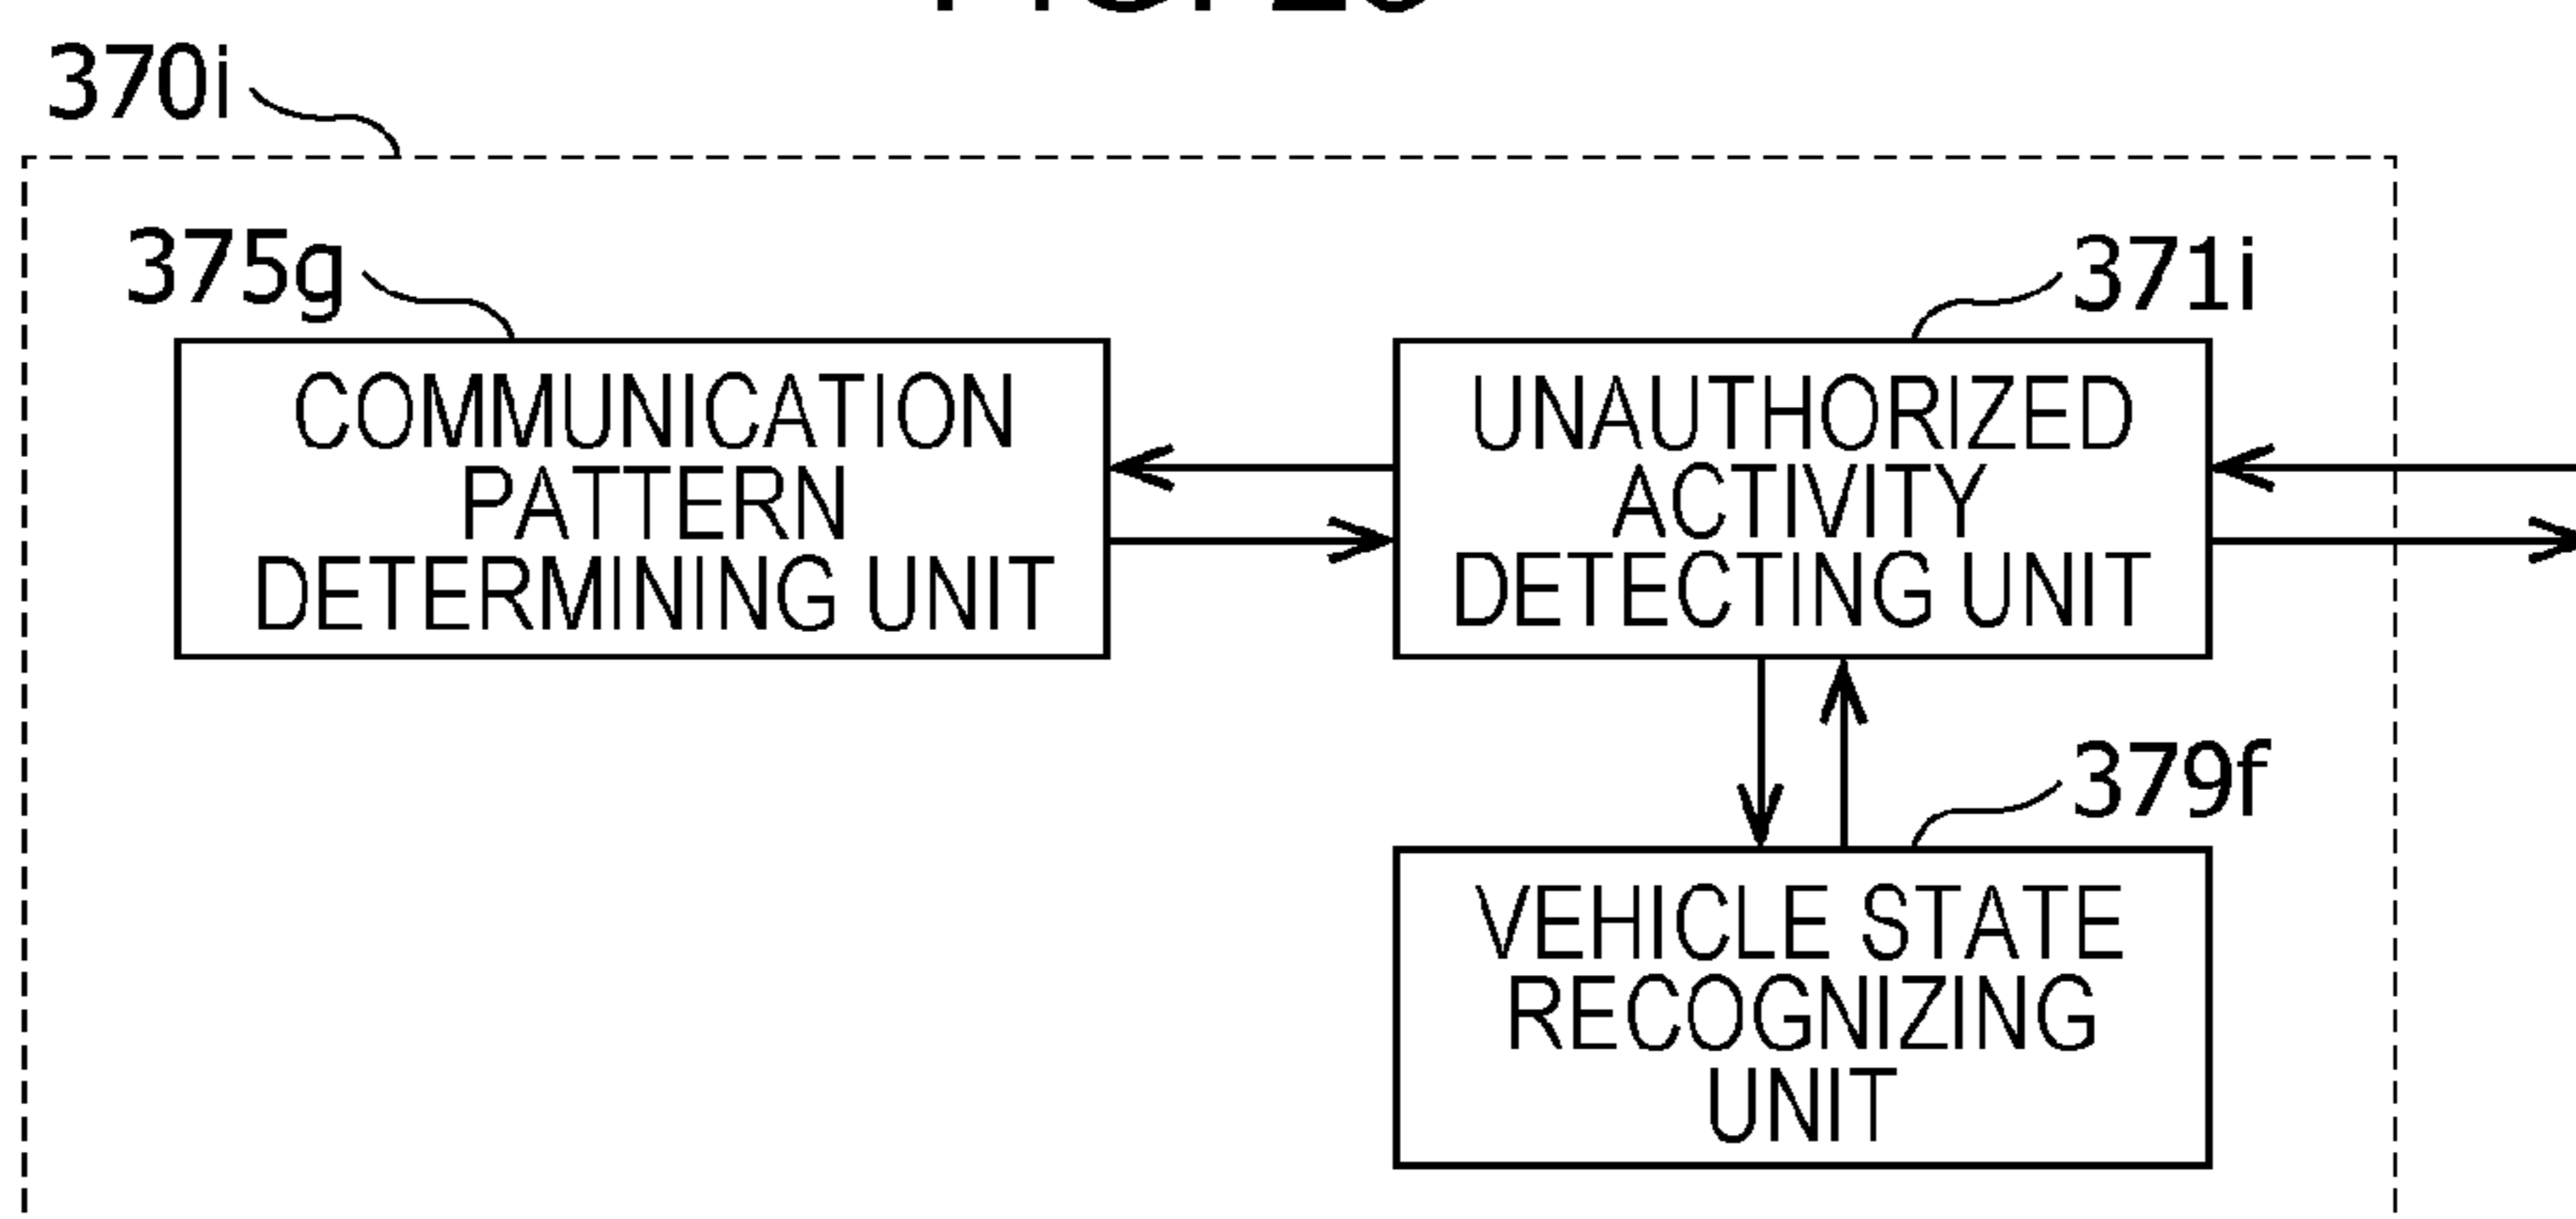 370i
375g
371i
COMMUNICATION
PATTERN
DETERMINING UNIT
UNAUTHORIZED
ACTIVITY
DETECTING UNIT
379f
VEHICLE STATE
RECOGNIZING
UNIT